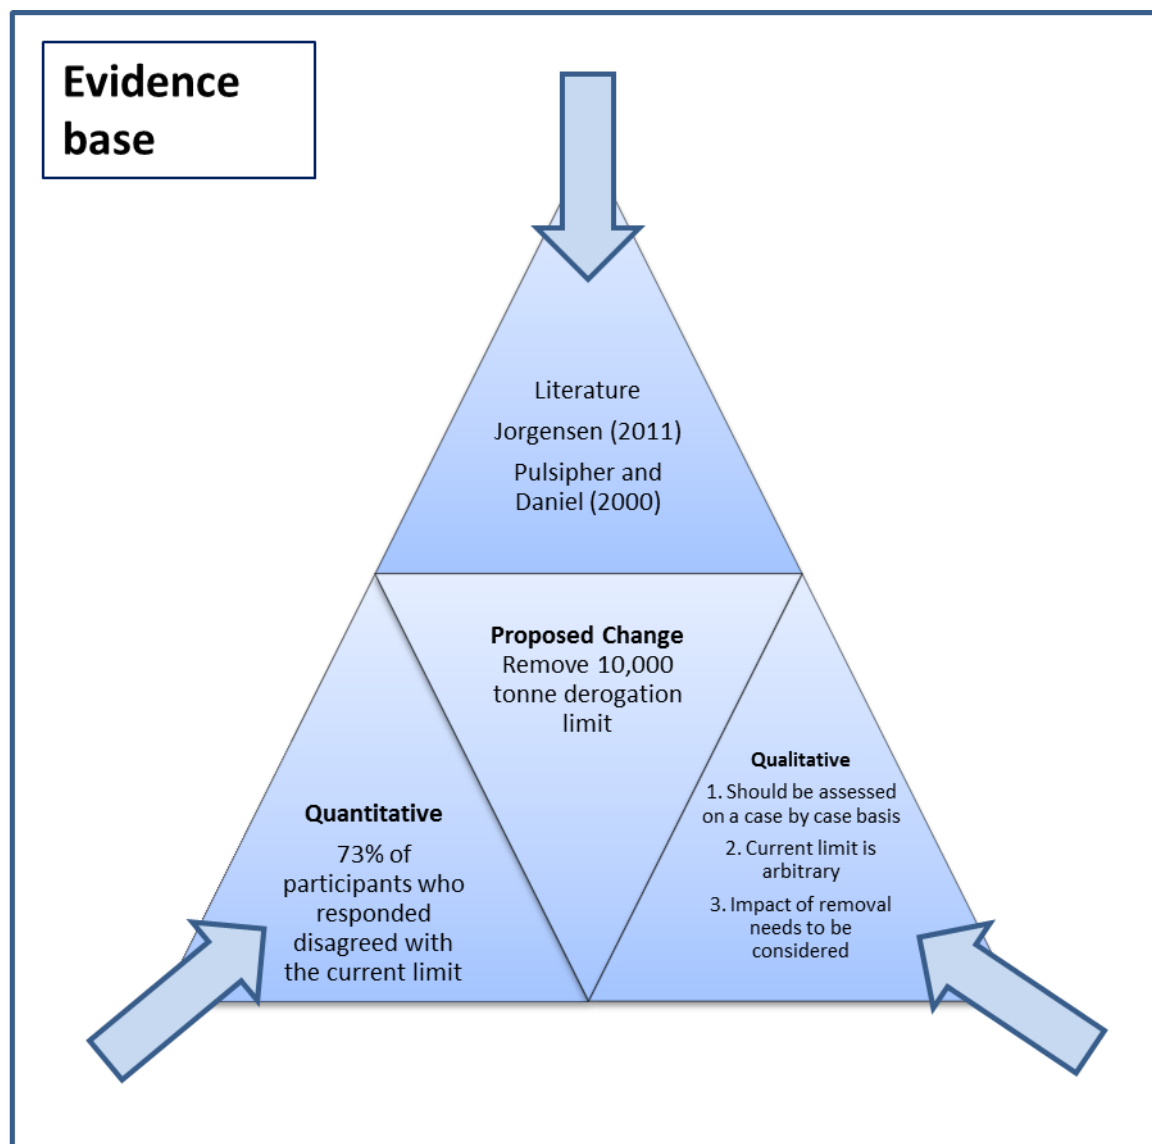 Evidence
base
Literature
Jorgensen (2011)
Pulsipher and
Daniel (2000)
Proposed Change
Remove 10,000
tonne derogation
limit
Quantitative
73% of
participants who
responded
disagreed with
the current limit
Qualitative
1. Should be assessed
on a case by case basis
2. Current limit is
arbitrary
3. Impact of removal
needs to be
considered